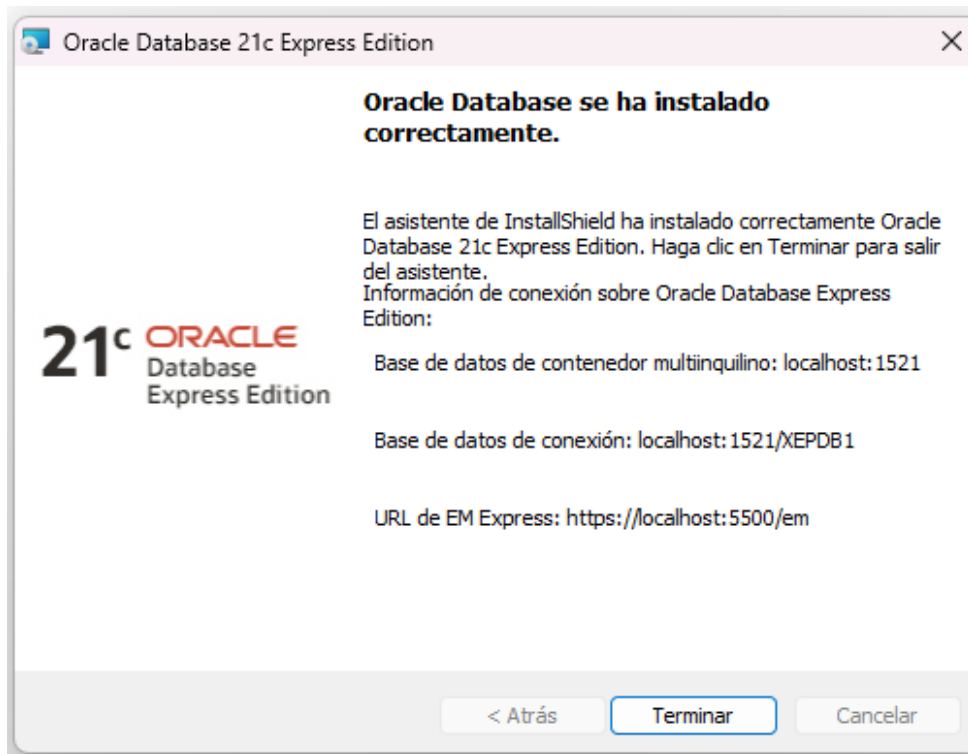 Oracle Database 21c Express Edition
Oracle Database se ha instalado
correctamente.
El asistente de InstallShield ha instalado correctamente Oracle
Database 21c Express Edition. Haga clic en Terminar para salir
del asistente.
Información de conexión sobre Oracle Database Express
Edition:
21c ORACLE
Database
Express Edition
Base de datos de contenedor multiinquilino: localhost:1521
Base de datos de conexión: localhost:1521/XEPDB1
URL de EM Express: https://localhost:5500/em
< Atrás
Terminar
Cancelar